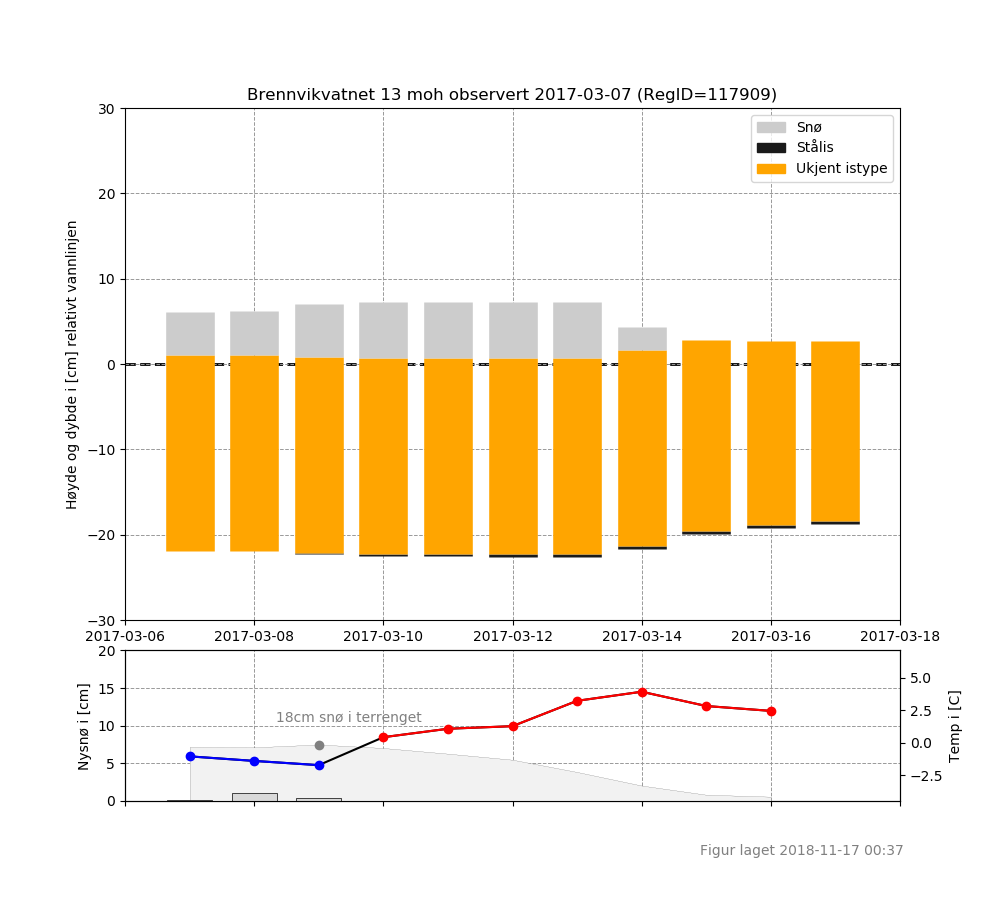 Brennvikvatnet 13 moh observert 2017-03-07 (RegID=117909)
Høyde og dybde i [cm] relativt vannlinjen
30
20
10
0
−10
−20
−30
Snø
Stålis
Ukjent istype
2017-03-06
2017-03-08
2017-03-10
2017-03-12
2017-03-14
2017-03-16
2017-03-18
Nysnø i [cm]
20
15
10
5
0
18cm snø i terrenget
5.0
2.5
0.0
−2.5
Temp i [C]
Figur laget 2018-11-17 00:37